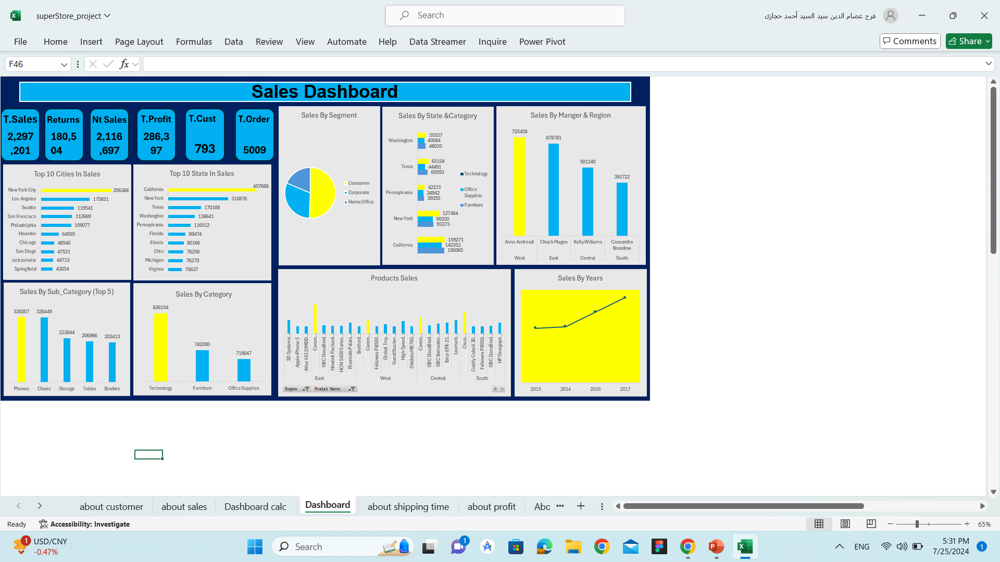 superStore_project
Search
فرج عصام الدين سيد السيد أحمد حجازى
File Home Insert Page Layout Formulas Data Review View Automate Help Data Streamer Inquire Power Pivot
Comments Share
F46
fx
Sales Dashboard
T.Sales
2,297
,201
Returns
180,5
04
Nt Sales
2,116
,697
T.Profit
286,3
97
T.Cust
793
T.Order
5009
Sales By Segment
Consumer
Corporate
Home Office
Sales By State &Category
Washington
50537
40084
48020
Texas
65104
44491
60593
Pennsylvania
42215
34942
39355
New York
127484
90020
93373
California
159271
142352
156065
Technology
Office
Supplies
Furniture
Sales By Manger & Region
725458
678781
501240
391722
Anna Andreadi Chuck Magee Kelly Williams Cassandra
Brandow
West East Central South
Top 10 Cities In Sales
New York City 256368
Los Angeles 175851
Seattle 119541
San Francisco 112669
Philadelphia 109077
Houston 64505
Chicago 48540
San Diego 47521
Jacksonville 44713
Springfield 43054
Top 10 State In Sales
California 457688
New York 310876
Texas 170188
Washington 138641
Pennsylvania 116512
Florida 89474
Illinois 80166
Ohio 78258
Michigan 76270
Virginia 70637
Sales By Sub_Category (Top 5)
330007 328449 223844 206966 203413
Phones Chairs Storage Tables Binders
Sales By Category
836154
742000
719047
Technology Furniture Office Supplies
Products Sales
3D Systems...
Apple iPhone 5
Ativa V4110MDD...
Canon...
GBC DocuBind...
Hewlett Packard...
HON 5400 Series...
Riverside Palais...
Bretford...
Canon...
Fellowes PB500...
Global Troy...
GuestStacker...
High Speed...
Okidata MB760...
Canon...
GBC DocuBind...
GBC Ibimaster...
Ibico EPK-21...
Lexmark...
Cisco...
Cubify CubeX 3D...
Fellowes PB500...
GBC DocuBind...
HP Designjet...
East West Central South
Region Product Name
Sales By Years
2015 2014 2016 2017
about customer about sales Dashboard calc Dashboard about shipping time about profit Abc
Ready Accessibility: Investigate 65%
1
USD/CNY
-0.47%
Search
1
ENG
5:31 PM
7/25/2024
1